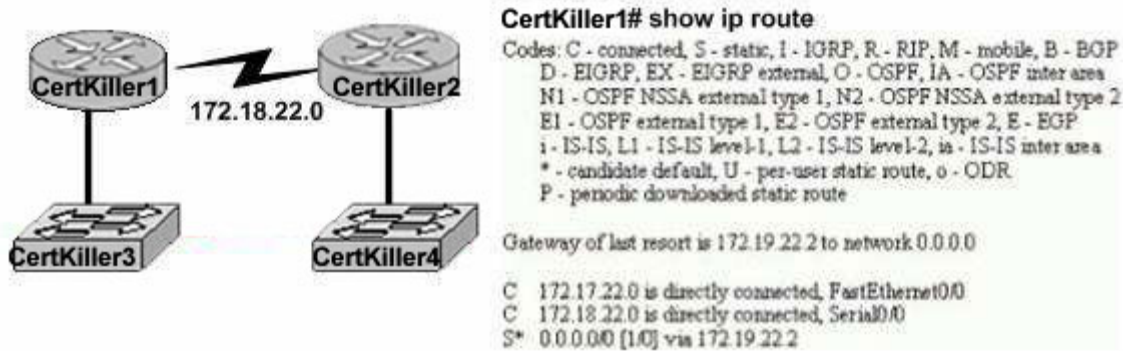 CertKiller1# show ip route
Codes: C - connected, S - static, I - IGRP, R - RIP, M - mobile, B - BGP
D - EIGRP, EX - EIGRP external, O - OSPF, IA - OSPF inter area
N1 - OSPF NSSA external type 1, N2 - OSPF NSSA external type 2
E1 - OSPF external type 1, E2 - OSPF external type 2, E - EGP
i - IS-IS, L1 - IS-IS level-1, L2 - IS-IS level-2, ia - IS-IS inter area
* - candidate default, U - per-user static route, o - ODR
P - periodic downloaded static route
Gateway of last resort is 172.19.22.2 to network 0.0.0.0
C 172.17.22.0 is directly connected, FastEthernet0/0
C 172.18.22.0 is directly connected, Serial0/0
S* 0.0.0.0/0 [1/0] via 172.19.22.2
CertKiller1
CertKiller2
172.18.22.0
CertKiller3
CertKiller4